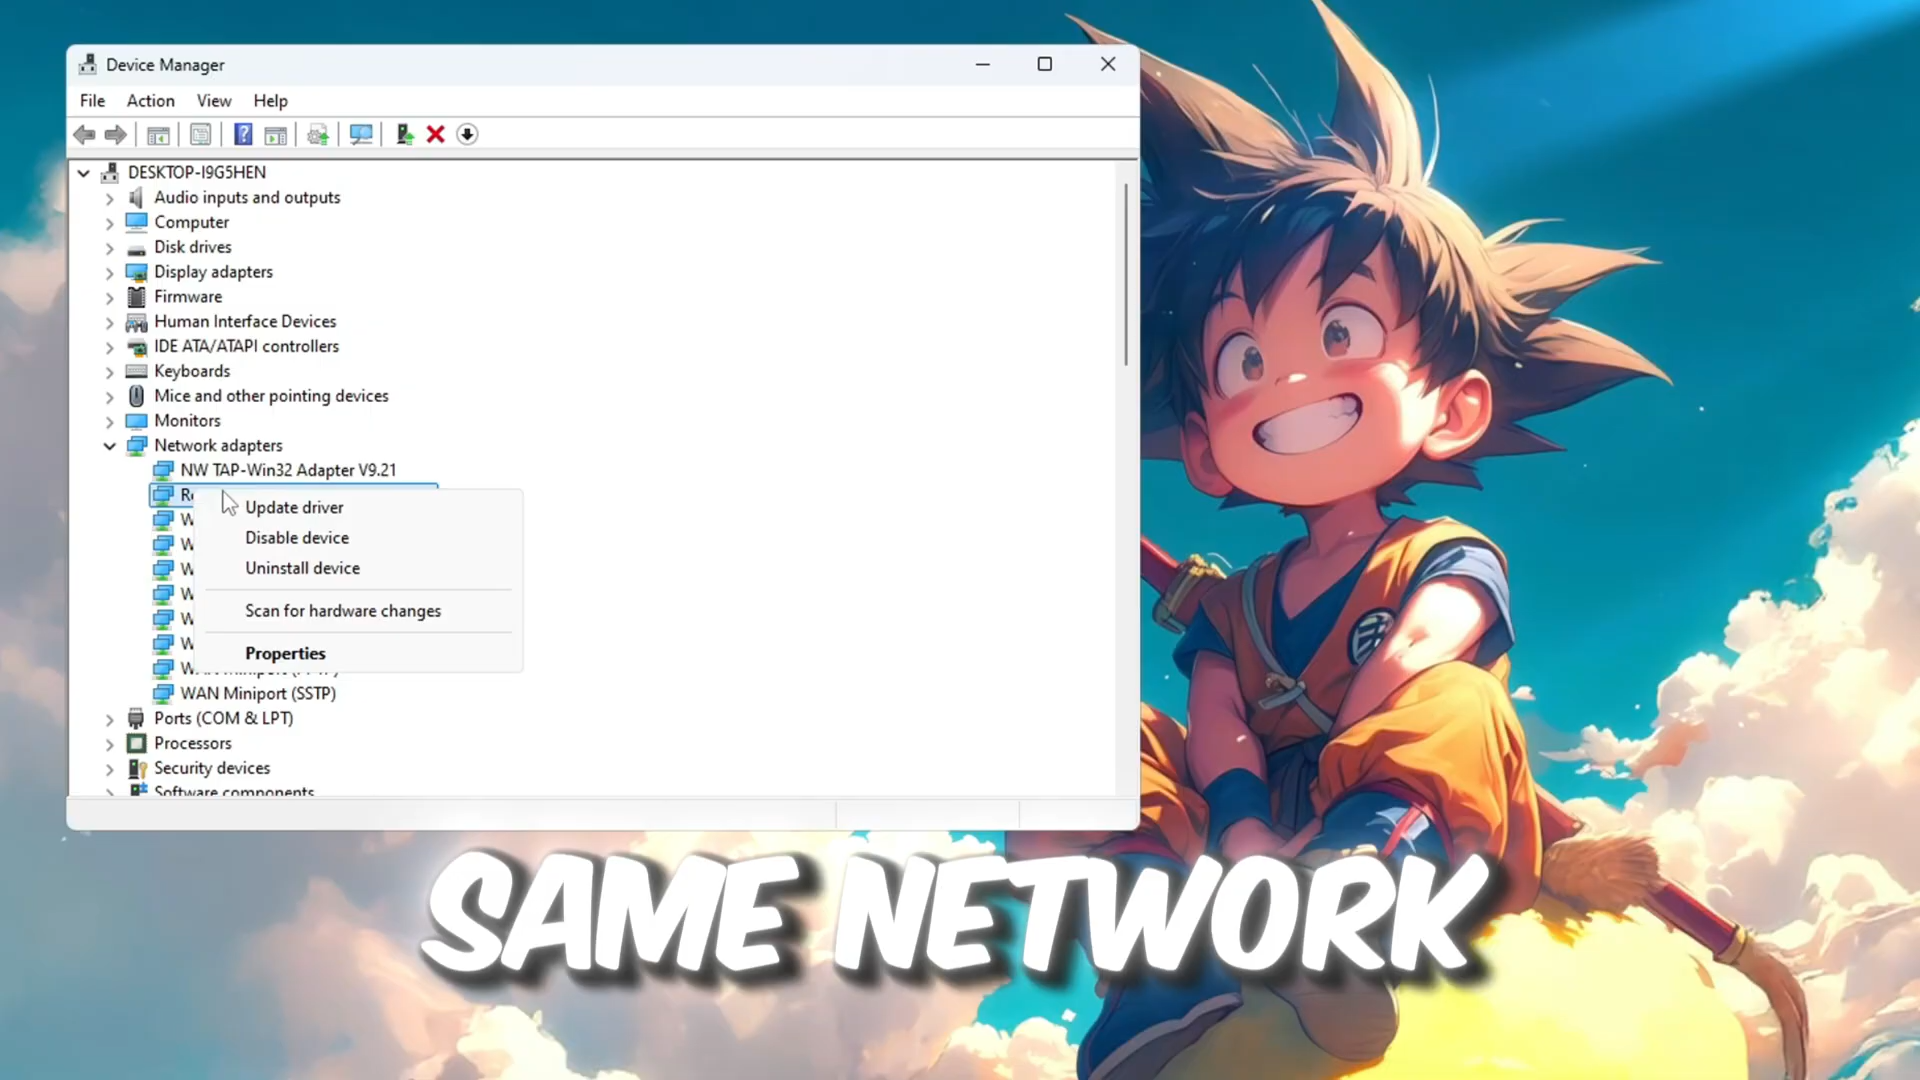 Device Manager
File Action View Help
DESKTOP-I9G5HEN
Audio inputs and outputs
Computer
Disk drives
Display adapters
Firmware
Human Interface Devices
IDE ATA/ATAPI controllers
Keyboards
Mice and other pointing devices
Monitors
Network adapters
NW TAP-Win32 Adapter V9.21
Update driver
Disable device
Uninstall device
Scan for hardware changes
Properties
WAN Miniport (SSTP)
Ports (COM & LPT)
Processors
Security devices
Software components
SAME NETWORK